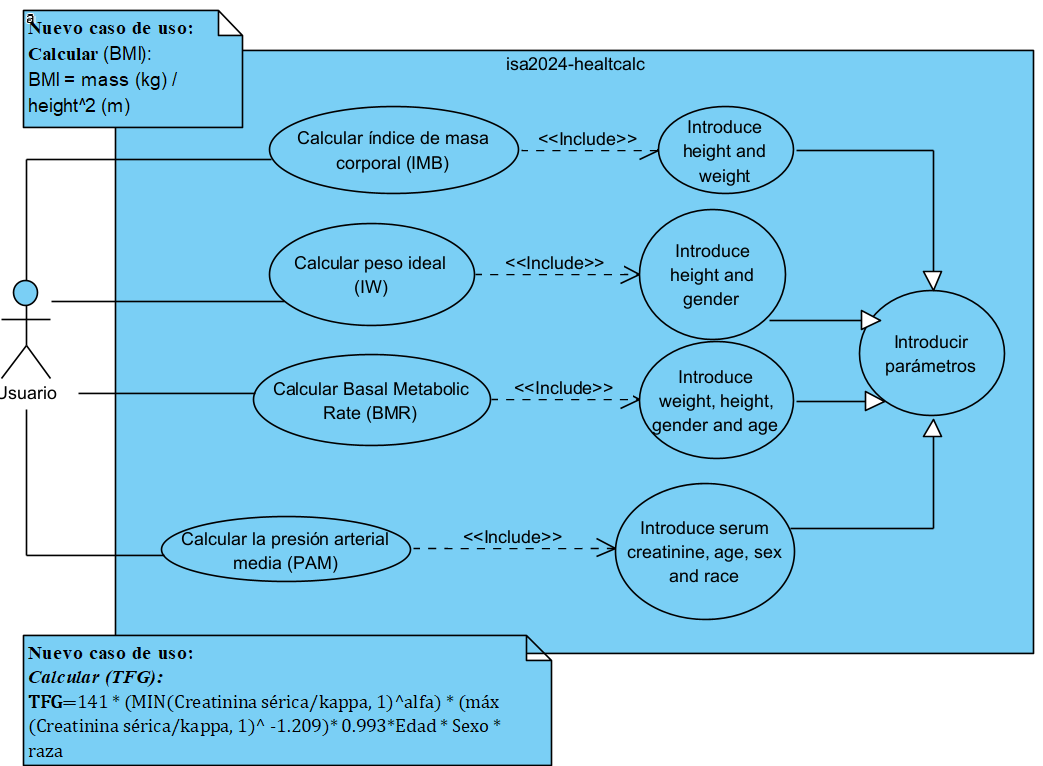 a
Nuevo caso de uso:
Calcular (BMI):
BMI = mass (kg) /
height^2 (m)
isa2024-healtcalc
Calcular índice de masa
corporal (IMB)
<<Include>>
Introduce
height and
weight
Calcular peso ideal
(IW)
<<Include>>
Introduce
height and
gender
Introducir
parámetros
Usuario
Calcular Basal Metabolic
Rate (BMR)
<<Include>>
Introduce
weight, height,
gender and age
Calcular la presión arterial
media (PAM)
<<Include>>
Introduce serum
creatinine, age, sex
and race
Nuevo caso de uso:
Calcular (TFG):
TFG=141 * (MIN(Creatinina sérica/kappa, 1)^alfa) * (máx
(Creatinina sérica/kappa, 1)^ -1.209)* 0.993*Edad * Sexo *
raza